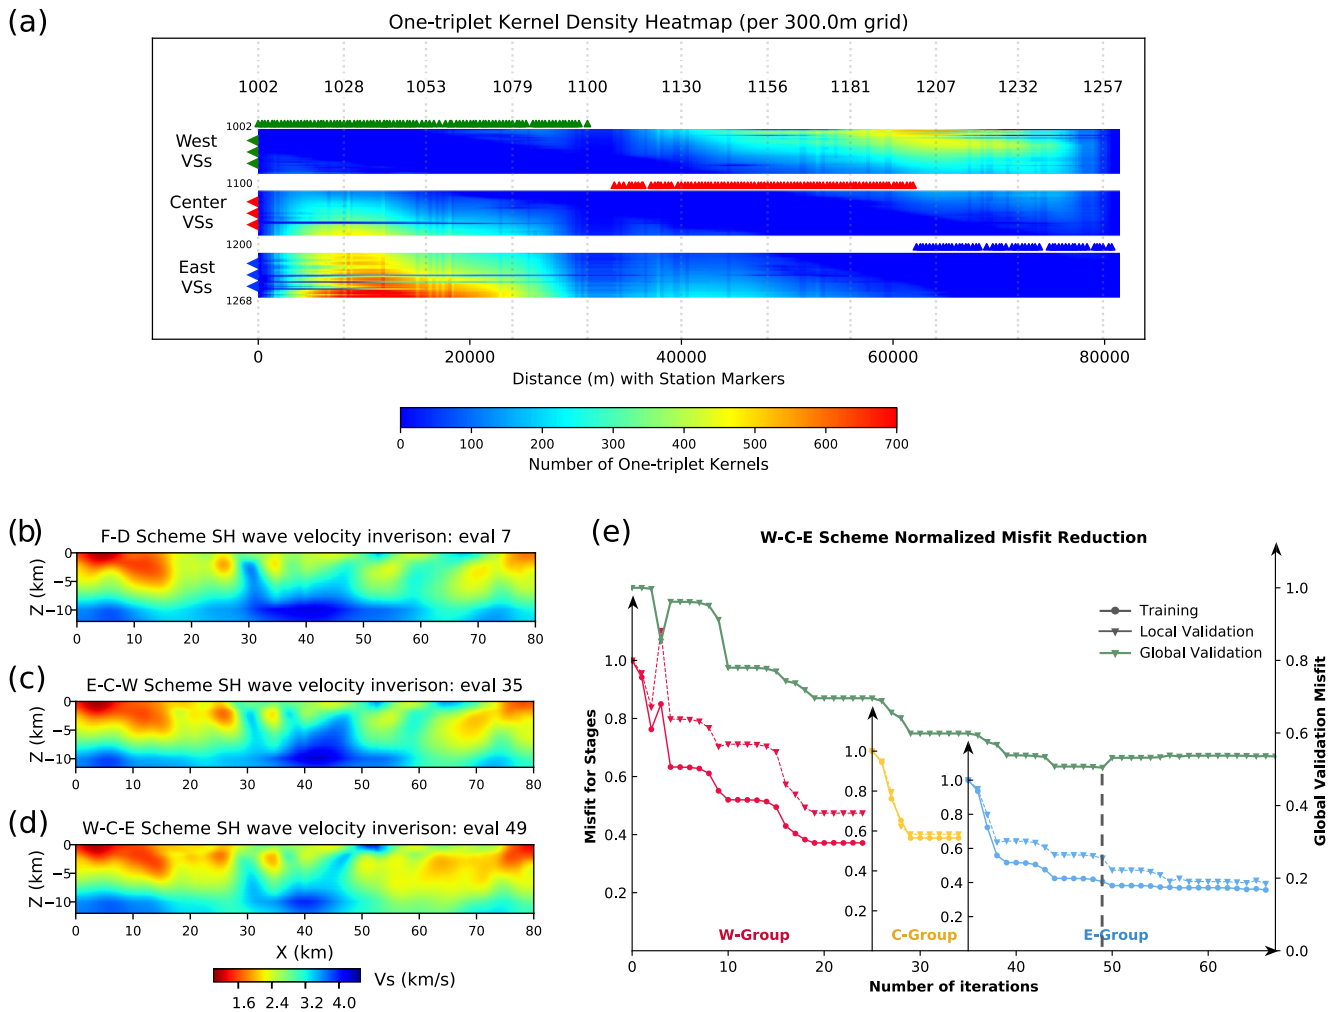 (a)
One-triplet Kernel Density Heatmap (per 300.0m grid)
1002 1028 1053 1079 1100 1130 1156 1181 1207 1232 1257
1002
West
VSs
1100
Center
VSs
1200
East
VSs
1268
0 20000 40000 60000 80000
Distance (m) with Station Markers
0 100 200 300 400 500 600 700
Number of One-triplet Kernels
(b)
F-D Scheme SH wave velocity inverison: eval 7
Z (km)
0
−5
−10
0 10 20 30 40 50 60 70 80
(c)
E-C-W Scheme SH wave velocity inverison: eval 35
Z (km)
0
−5
−10
0 10 20 30 40 50 60 70 80
(d)
W-C-E Scheme SH wave velocity inverison: eval 49
Z (km)
0
−5
−10
0 10 20 30 40 50 60 70 80
X (km)
Vs (km/s)
1.6 2.4 3.2 4.0
(e)
W-C-E Scheme Normalized Misfit Reduction
Training
Local Validation
Global Validation
Misfit for Stages
1.0
0.8
0.6
0.4
0.2
1.0
0.8
0.6
0.4
0.2
1.0
0.8
0.6
0.4
0.2
Global Validation Misfit
1.0
0.8
0.6
0.4
0.2
0.0
W-Group C-Group E-Group
0 10 20 30 40 50 60
Number of iterations